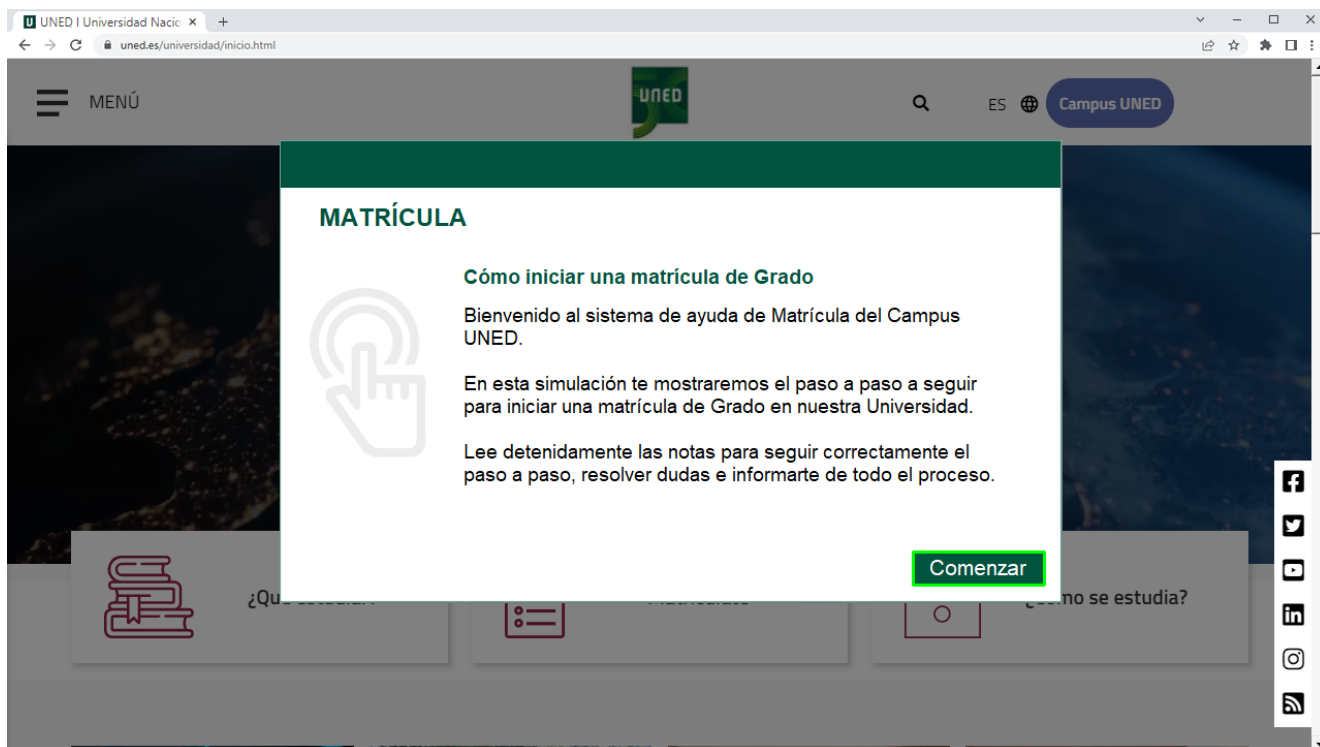 UNED I Universidad Nacio
uned.es/universidad/inicio.html
MENÚ
UNED
ES
Campus UNED
MATRÍCULA
Cómo iniciar una matrícula de Grado
Bienvenido al sistema de ayuda de Matrícula del Campus
UNED.
En esta simulación te mostraremos el paso a paso a seguir
para iniciar una matrícula de Grado en nuestra Universidad.
Lee detenidamente las notas para seguir correctamente el
paso a paso, resolver dudas e informarte de todo el proceso.
Comenzar
se estudia?